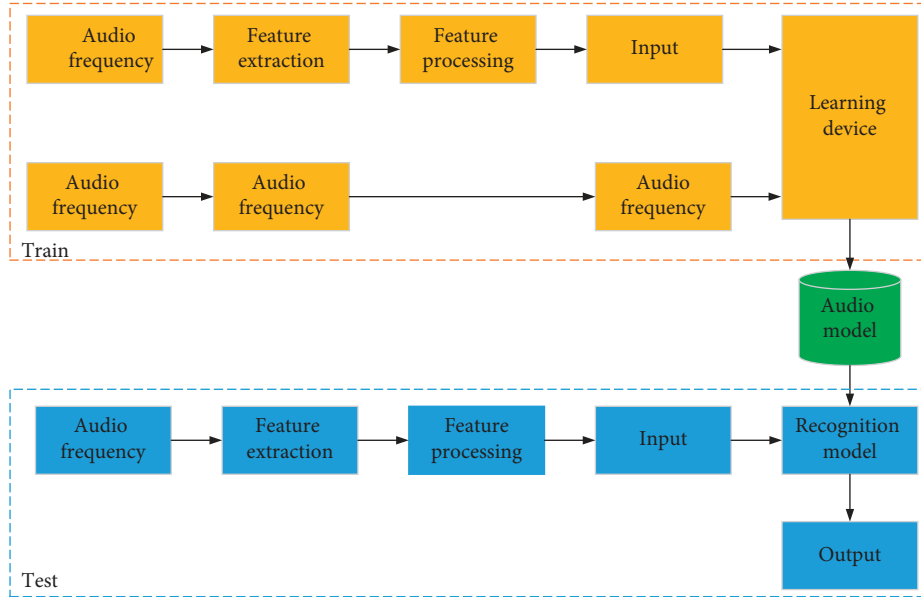 Audio
frequency
Feature
extraction
Feature
processing
Input
Learning
device
Audio
frequency
Audio
frequency
Audio
frequency
Train
Audio
model
Audio
frequency
Feature
extraction
Feature
processing
Input
Recognition
model
Output
Test